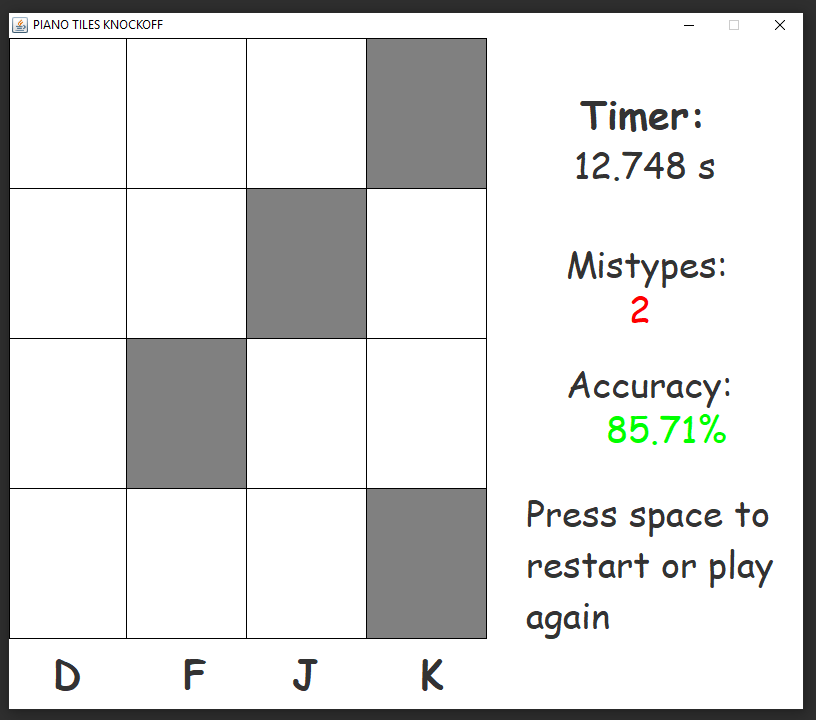 PIANO TILES KNOCKOFF
Timer:
12.748 s
Mistypes:
2
Accuracy:
85.71%
Press space to
restart or play
again
D F J K